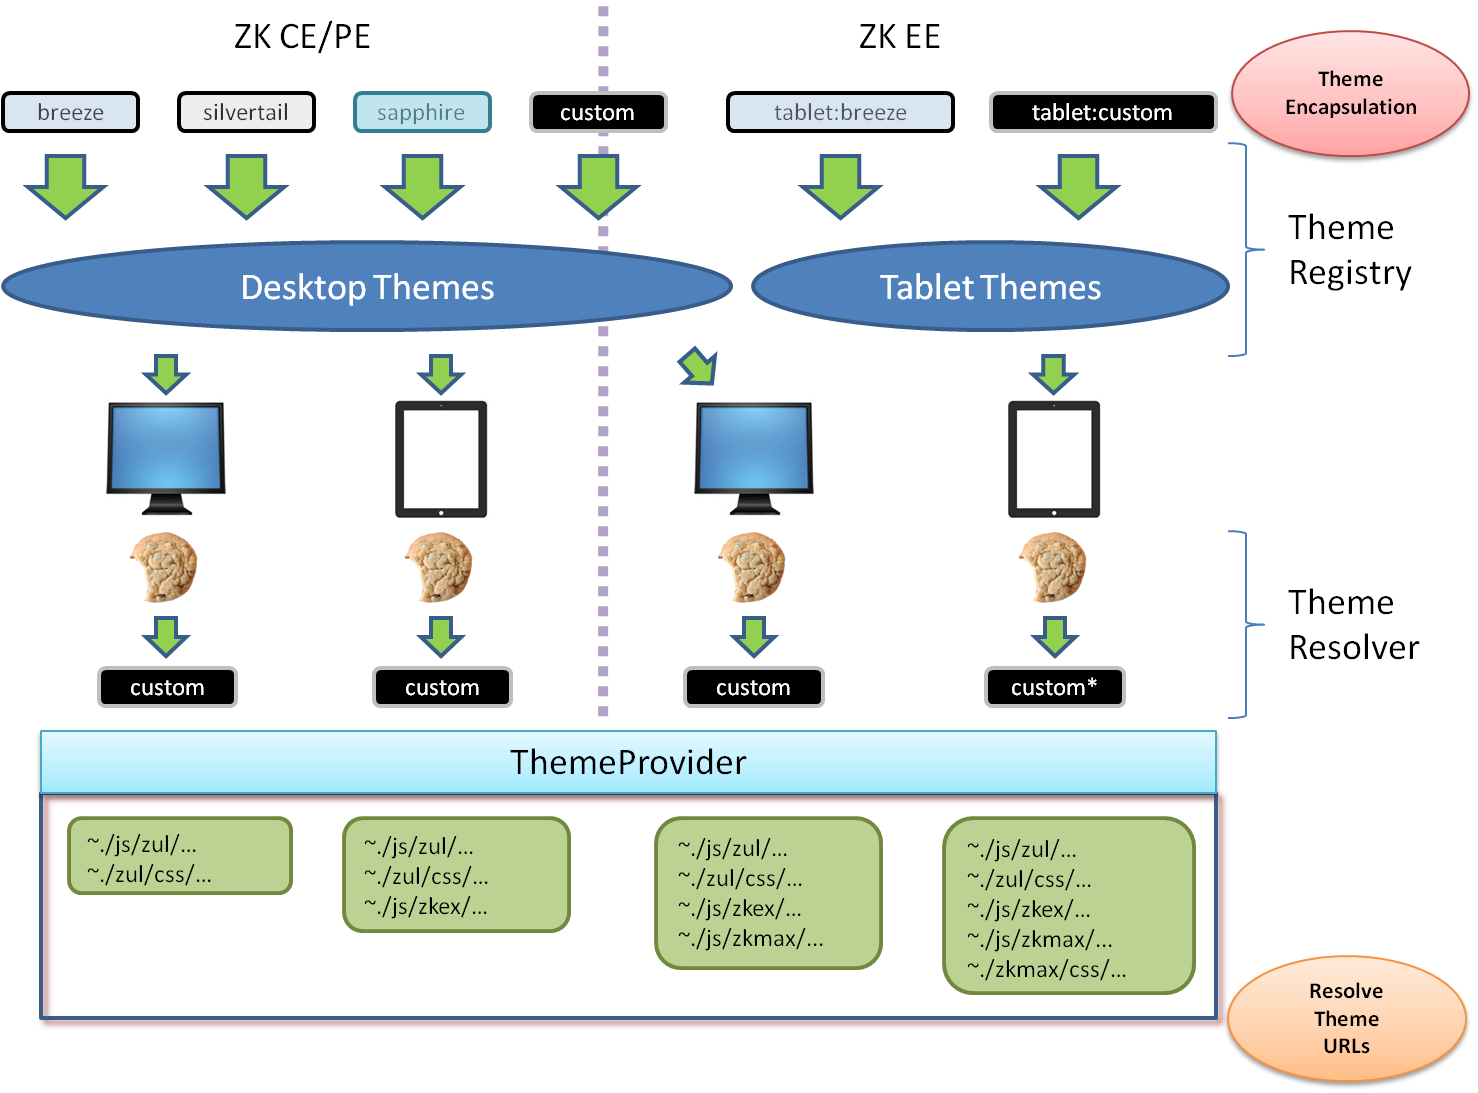 ZK CE/PE
ZK EE
breeze
silvertail
sapphire
custom
tablet:breeze
tablet:custom
Theme
Encapsulation
Desktop Themes
Tablet Themes
Theme
Registry
custom
custom
custom
custom*
Theme
Resolver
ThemeProvider
~./js/zul/...
~./zul/css/...
~./js/zul/...
~./zul/css/...
~./js/zkex/...
~./js/zul/...
~./zul/css/...
~./js/zkex/...
~./js/zkmax/...
~./js/zul/...
~./zul/css/...
~./js/zkex/...
~./js/zkmax/...
~./zkmax/css/...
Resolve
Theme
URLs